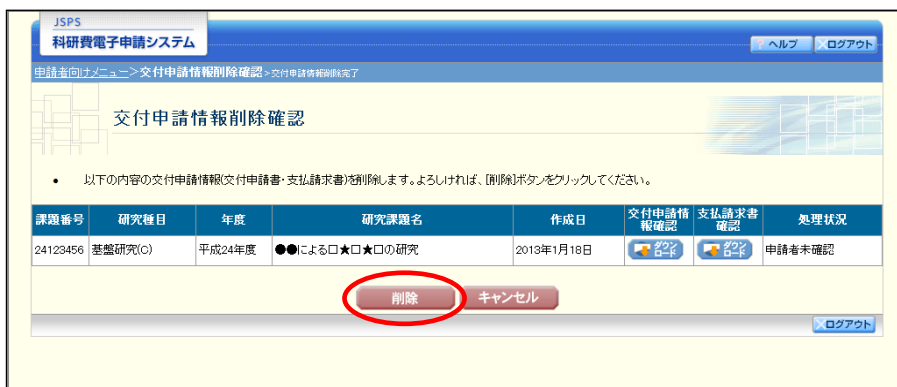 JSPS
科研費電子申請システム
? ヘルプ
×ログアウト
申請者向けメニュー>交付申請情報削除確認>交付申請情報削除完了
交付申請情報削除確認
• 以下の内容の交付申請情報(交付申請書・支払請求書)を削除します。よろしければ、[削除]ボタンをクリックしてください。
課題番号 研究種目 年度 研究課題名 作成日 交付申請情報確認 支払請求書確認 処理状況
24123456 基盤研究(C) 平成24年度 ●●による□★□★□の研究 2013年1月18日 ダウンロード ダウンロード 申請者未確認
削除 キャンセル
×ログアウト